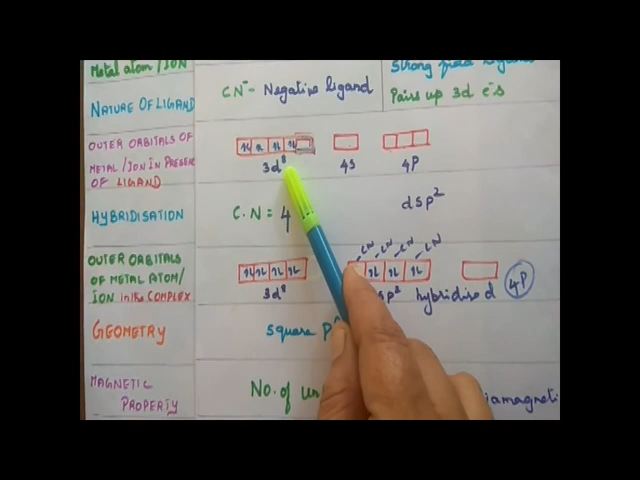 Metal atom / ION
Strong field
NATURE OF LIGAND
CN⁻ - Negative ligand
Pairs up 3d e⁻s
OUTER ORBITALS OF
METAL / ION IN PRESENCE
OF LIGAND
3d⁸
4S
4P
HYBRIDISATION
C.N = 4
dsp²
OUTER ORBITALS
OF METAL ATOM/
ION in the COMPLEX
CN⁻ CN⁻ CN⁻ CN⁻
3d⁸
sp² hybridised
4P
GEOMETRY
square
MAGNETIC
PROPERTY
No. of